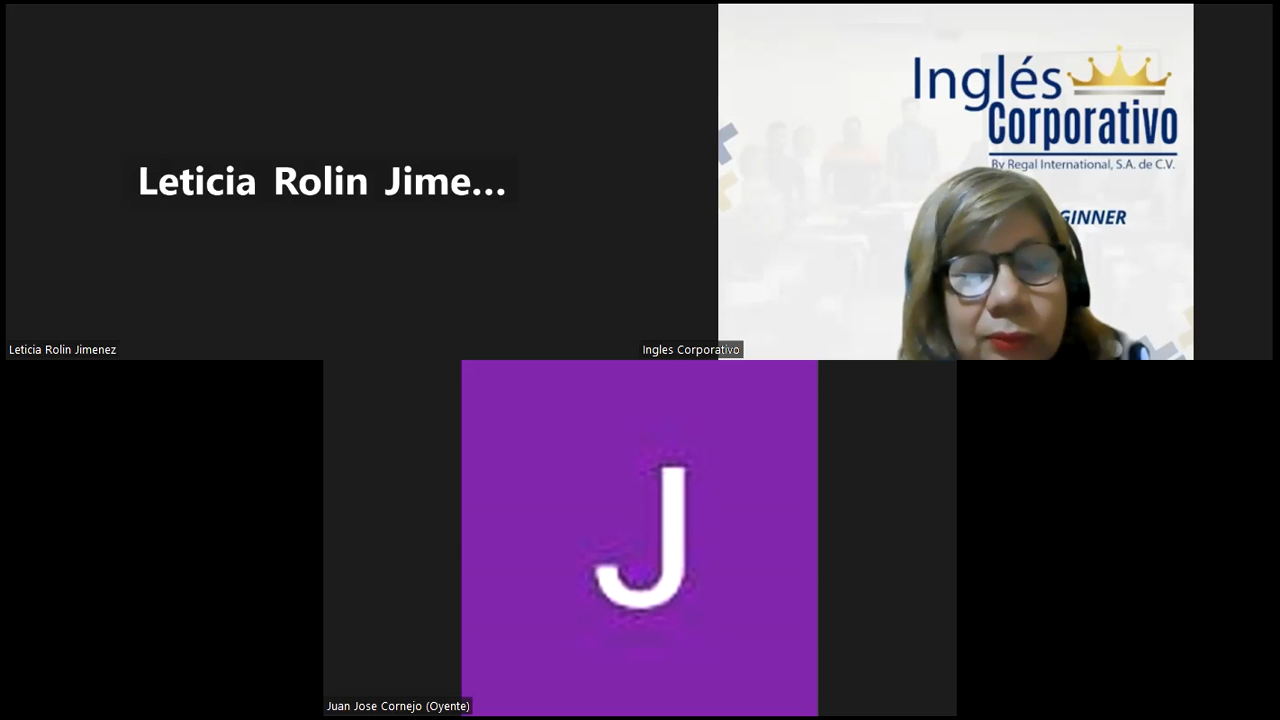 Leticia Rolin Jime...
Leticia Rolin Jimenez
Inglés
Corporativo
By Regal International, S.A. de C.V.
GINNER
Ingles Corporativo
J
Juan Jose Cornejo (Oyente)